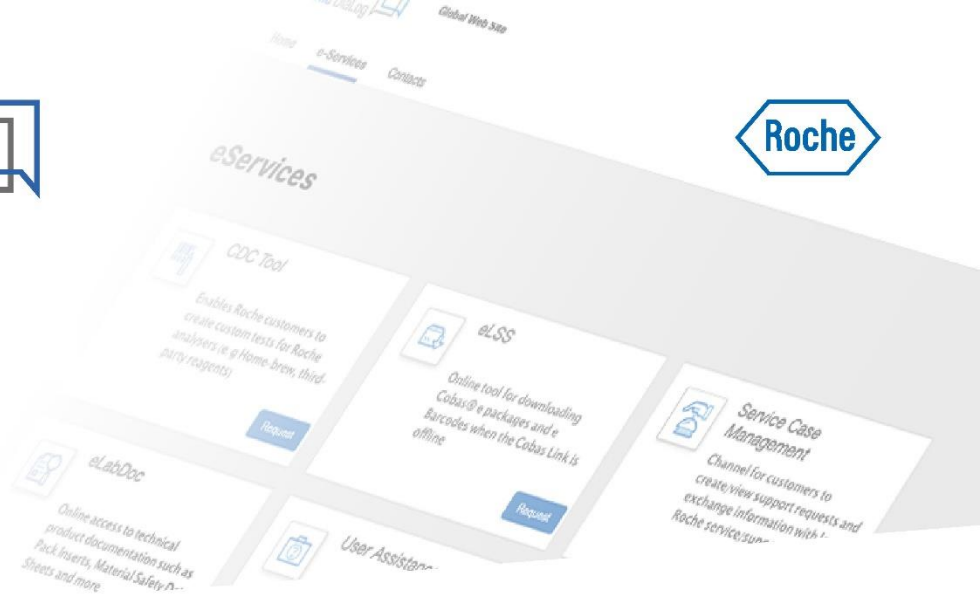 DiaLog
Global Web Site
Home
e-Services
Contacts
Roche
eServices
CDC Tool
Enables Roche customers to
create custom tests for Roche
analysers (e. g Home-brew, third-
party reagents)
Request
eLSS
Online tool for downloading
Cobas® e packages and e
Barcodes when the Cobas Link is
offline
Request
Service Case
Management
Channel for customers to
create/view support requests and
exchange information with
Roche service/
eLabDoc
Online access to technical
product documentation such as
Pack Inserts, Material Safety
Sheets and more
User